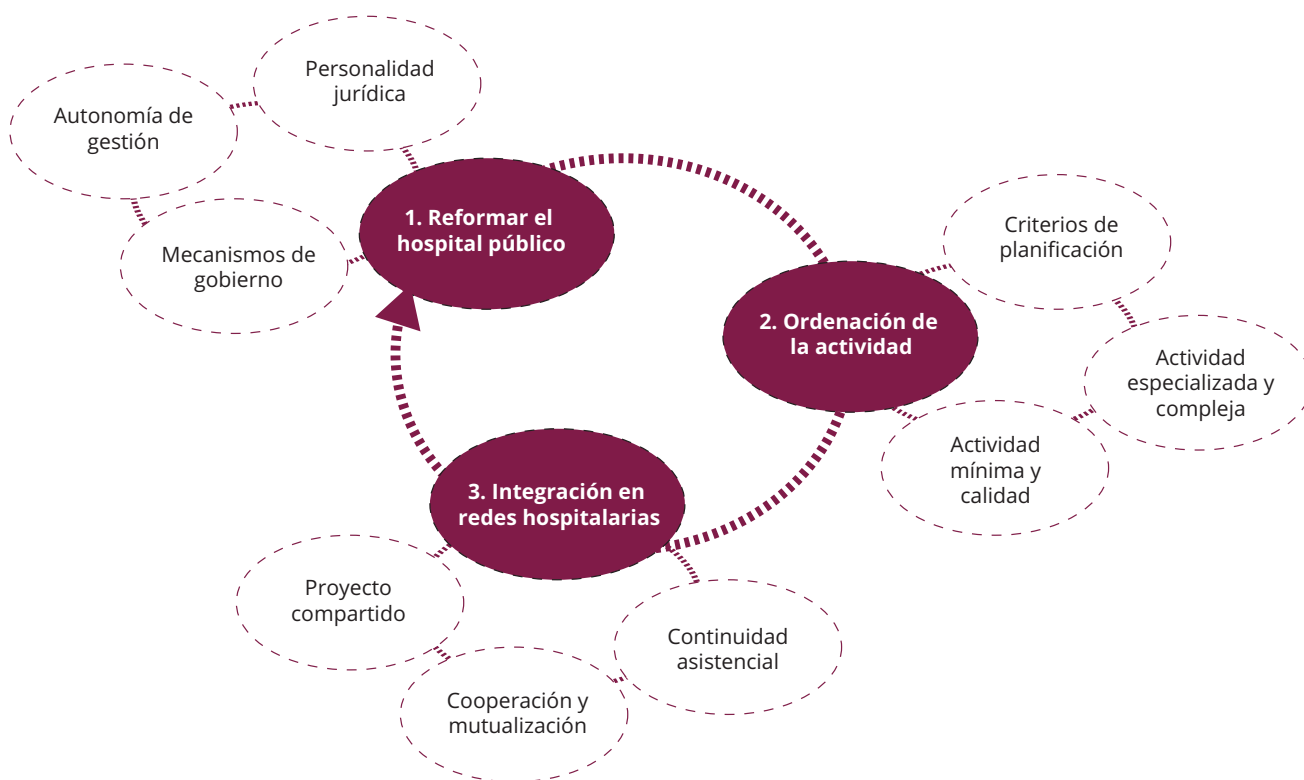 Personalidad
jurídica
Autonomía de
gestión
Mecanismos de
gobierno
1. Reformar el
hospital público
Criterios de
planificación
2. Ordenación de
la actividad
Actividad
especializada y
compleja
Actividad
mínima y
calidad
3. Integración en
redes hospitalarias
Proyecto
compartido
Continuidad
asistencial
Cooperación y
mutualización